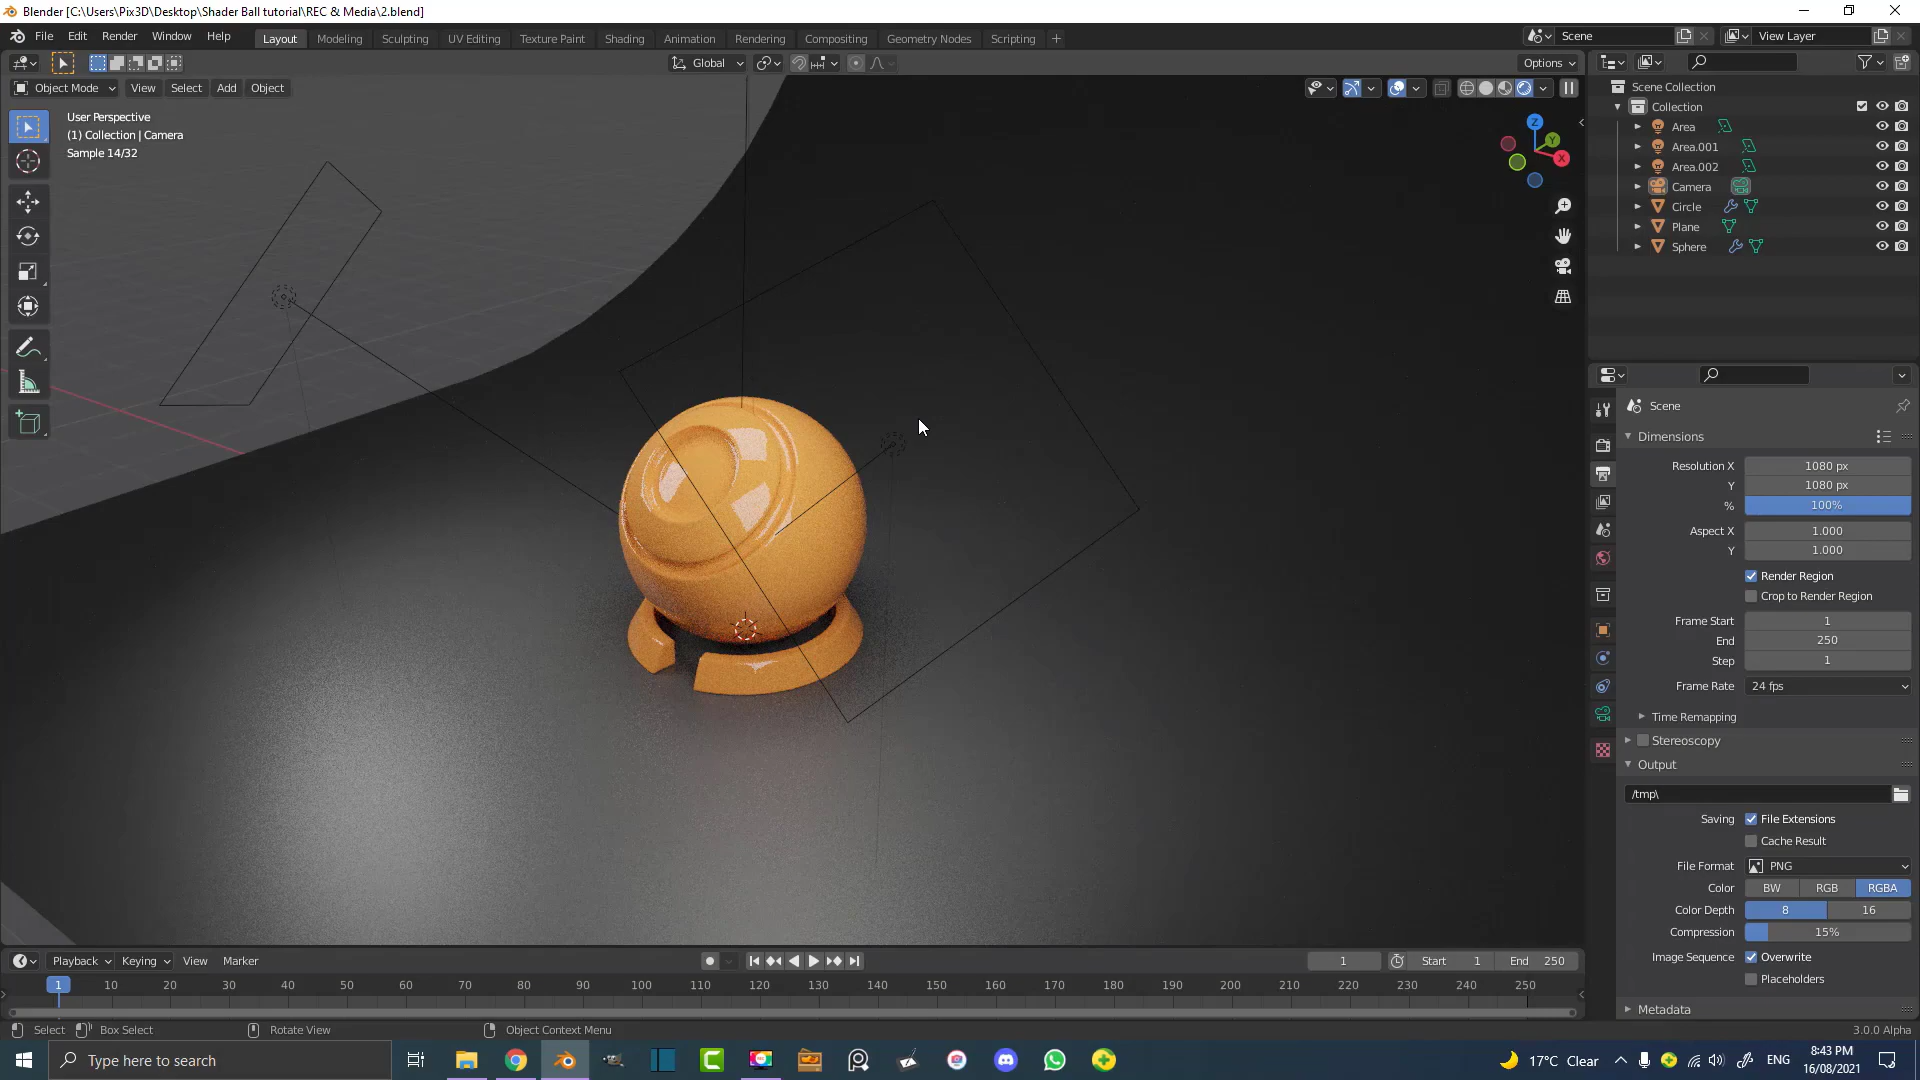 Blender [C:\Users\Pix3D\Desktop\Shader Ball tutorial\REC & Media\2.blend]
File Edit Render Window Help Layout Modeling Sculpting UV Editing Texture Paint Shading Animation Rendering Compositing Geometry Nodes Scripting + Scene View Layer
Global Options
Object Mode View Select Add Object
User Perspective
(1) Collection | Camera
Sample 14/32
Z
Y
X
Scene Collection
Collection
Area
Area.001
Area.002
Camera
Circle
Plane
Sphere
Scene
Dimensions
Resolution X 1080 px
Y 1080 px
% 100%
Aspect X 1.000
Y 1.000
Render Region
Crop to Render Region
Frame Start 1
End 250
Step 1
Frame Rate 24 fps
Time Remapping
Stereoscopy
Output
/tmp\
Saving File Extensions
Cache Result
File Format PNG
Color BW RGB RGBA
Color Depth 8 16
Compression 15%
Image Sequence Overwrite
Placeholders
Metadata
Playback Keying View Marker 1 Start 1 End 250
1 10 20 30 40 50 60 70 80 90 100 110 120 130 140 150 160 170 180 190 200 210 220 230 240 250
Select Box Select Rotate View Object Context Menu 3.0.0 Alpha
Type here to search 17°C Clear ENG 8:43 PM
16/08/2021